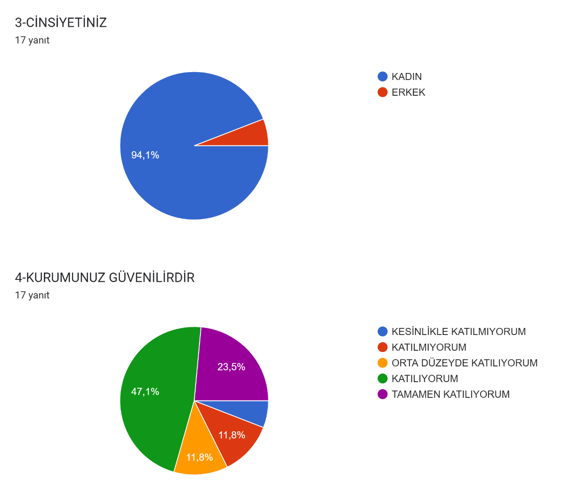 3-CİNSİYETİNİZ
17 yanıt
KADIN
ERKEK
94,1%
4-KURUMUNUZ GÜVENİLİRDİR
17 yanıt
KESİNLİKLE KATILMIYORUM
KATILMIYORUM
ORTA DÜZEYDE KATILIYORUM
KATILIYORUM
TAMAMEN KATILIYORUM
23,5%
47,1%
11,8%
11,8%